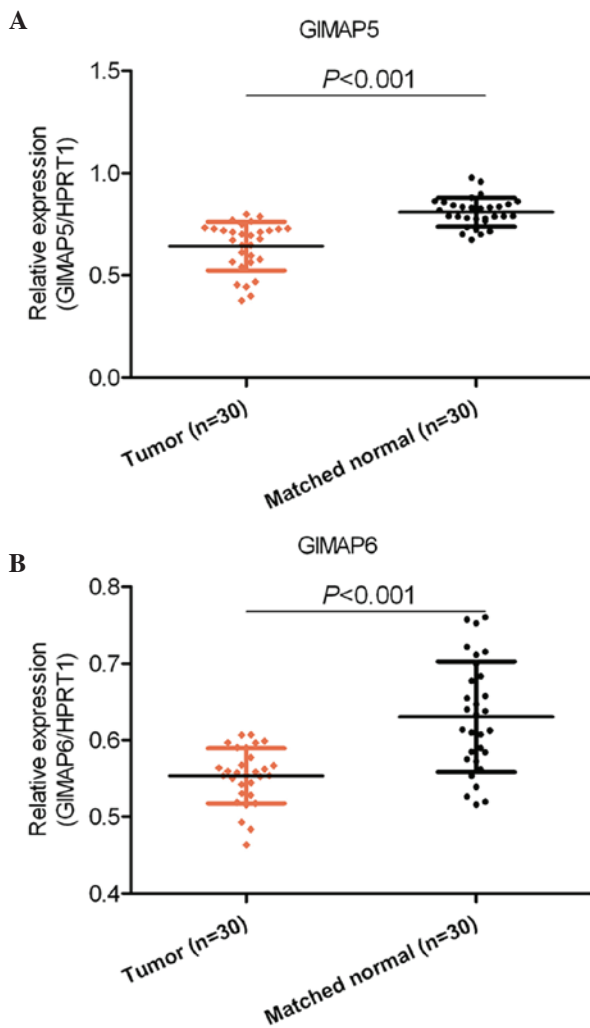 A
GIMAP5
P<0.001
Relative expression
(GIMAP5/HPRT1)
1.5
1.0
0.5
0.0
Tumor (n=30)
Matched normal (n=30)
B
GIMAP6
P<0.001
Relative expression
(GIMAP6/HPRT1)
0.8
0.7
0.6
0.5
0.4
Tumor (n=30)
Matched normal (n=30)